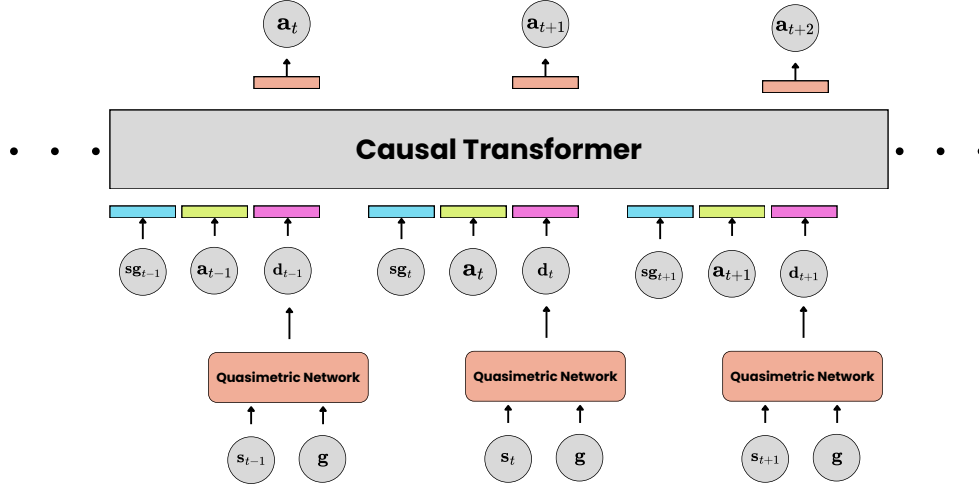 a_t a_{t+1} a_{t+2}
Causal Transformer
sg_{t−1} a_{t−1} d_{t−1} sg_t a_t d_t sg_{t+1} a_{t+1} d_{t+1}
Quasimetric Network Quasimetric Network Quasimetric Network
s_{t−1} g s_t g s_{t+1} g